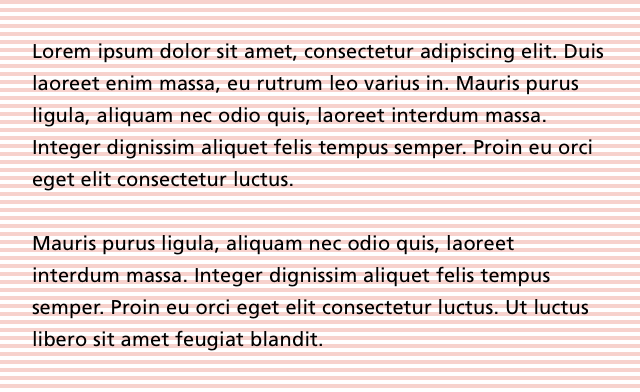 Lorem ipsum dolor sit amet, consectetur adipiscing elit. Duis
laoreet enim massa, eu rutrum leo varius in. Mauris purus
ligula, aliquam nec odio quis, laoreet interdum massa.
Integer dignissim aliquet felis tempus semper. Proin eu orci
eget elit consectetur luctus.

Mauris purus ligula, aliquam nec odio quis, laoreet
interdum massa. Integer dignissim aliquet felis tempus
semper. Proin eu orci eget elit consectetur luctus. Ut luctus
libero sit amet feugiat blandit.